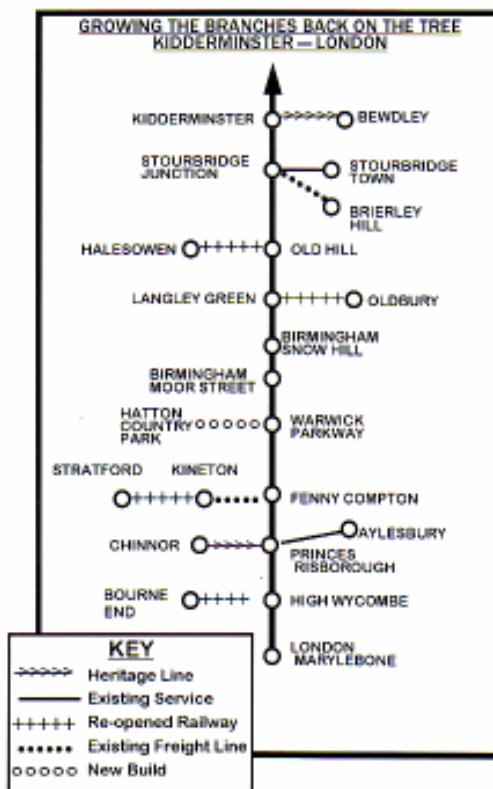 GROWING THE BRANCHES BACK ON THE TREE
KIDDERMINSTER — LONDON
KIDDERMINSTER
BEWDLEY
STOURBRIDGE
JUNCTION
STOURBRIDGE
TOWN
BRIERLEY
HILL
HALESOWEN
OLD HILL
LANGLEY GREEN
OLDBURY
BIRMINGHAM
SNOW HILL
BIRMINGHAM
MOOR STREET
HATTON
COUNTRY
PARK
WARWICK
PARKWAY
STRATFORD
KINETON
FENNY COMPTON
AYLESBURY
CHINNOR
PRINCES
RISBOROUGH
BOURNE
END
HIGH WYCOMBE
LONDON
MARYLEBONE
KEY
Heritage Line
Existing Service
Re-opened Railway
Existing Freight Line
New Build